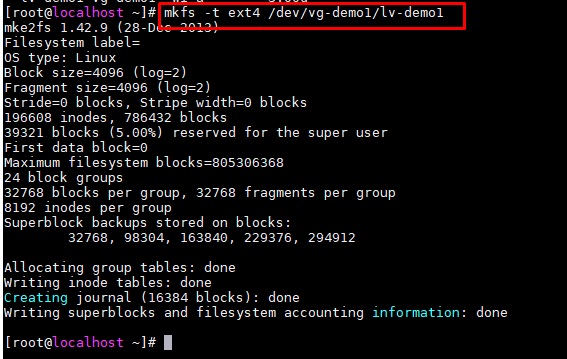 [root@localhost ~]# mkfs -t ext4 /dev/vg-demo1/lv-demo1
mke2fs 1.42.9 (28-Dec-2013)
Filesystem label=
OS type: Linux
Block size=4096 (log=2)
Fragment size=4096 (log=2)
Stride=0 blocks, Stripe width=0 blocks
196608 inodes, 786432 blocks
39321 blocks (5.00%) reserved for the super user
First data block=0
Maximum filesystem blocks=805306368
24 block groups
32768 blocks per group, 32768 fragments per group
8192 inodes per group
Superblock backups stored on blocks:
32768, 98304, 163840, 229376, 294912
Allocating group tables: done
Writing inode tables: done
Creating journal (16384 blocks): done
Writing superblocks and filesystem accounting information: done
[root@localhost ~]#